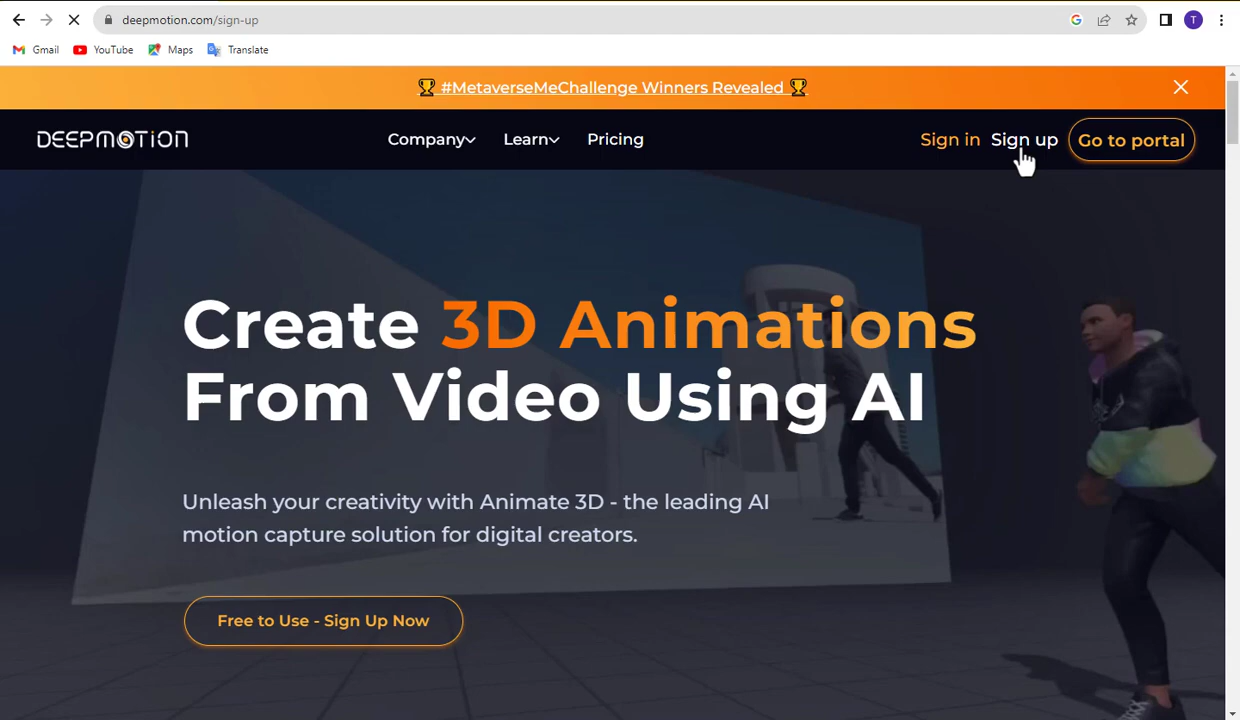 deepmotion.com/sign-up
T
Gmail YouTube Maps Translate
🏆 #MetaverseMeChallenge Winners Revealed 🏆
DEEPMOTION Company Learn Pricing Sign in Sign up Go to portal
Create 3D Animations
From Video Using AI
Unleash your creativity with Animate 3D - the leading AI
motion capture solution for digital creators.
Free to Use - Sign Up Now